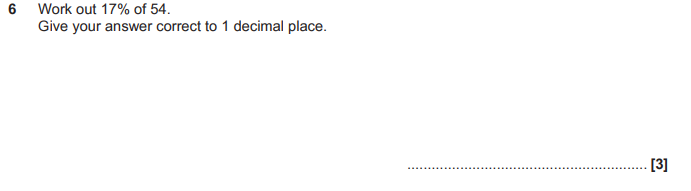 6 Work out 17% of 54.
Give your answer correct to 1 decimal place.
............................................................ [3]